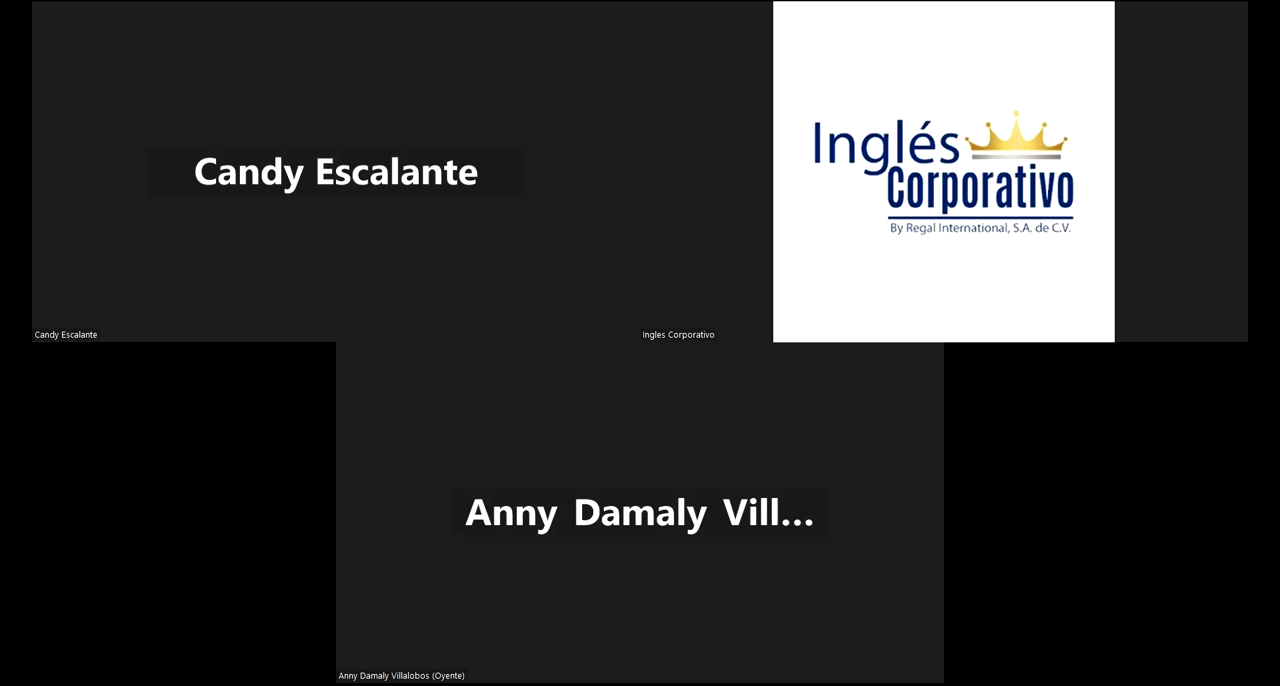 Candy Escalante
Inglés
Corporativo
By Regal International, S.A. de C.V.
Candy Escalante
Ingles Corporativo
Anny Damaly Vill...
Anny Damaly Villalobos (Oyente)